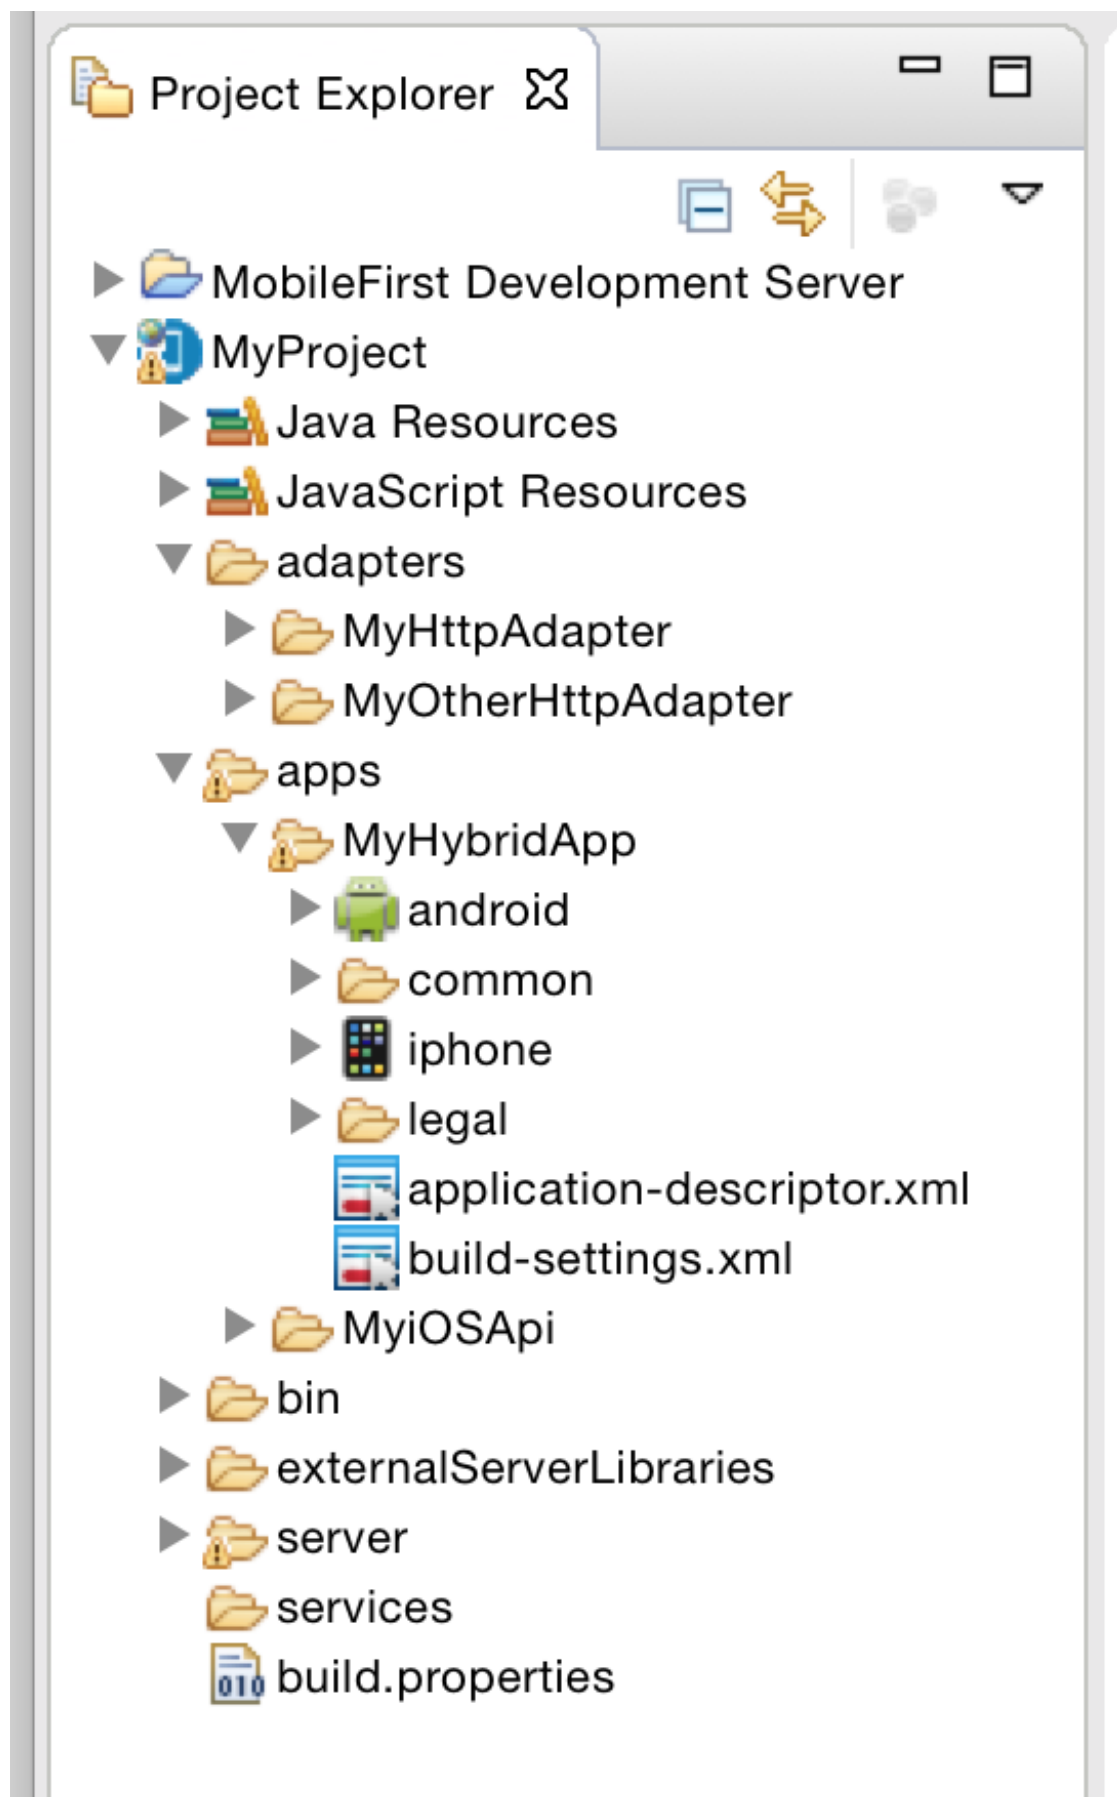 Project Explorer
MobileFirst Development Server
MyProject
Java Resources
JavaScript Resources
adapters
MyHttpAdapter
MyOtherHttpAdapter
apps
MyHybridApp
android
common
iphone
legal
application-descriptor.xml
build-settings.xml
MyiOSApi
bin
externalServerLibraries
server
services
010 build.properties